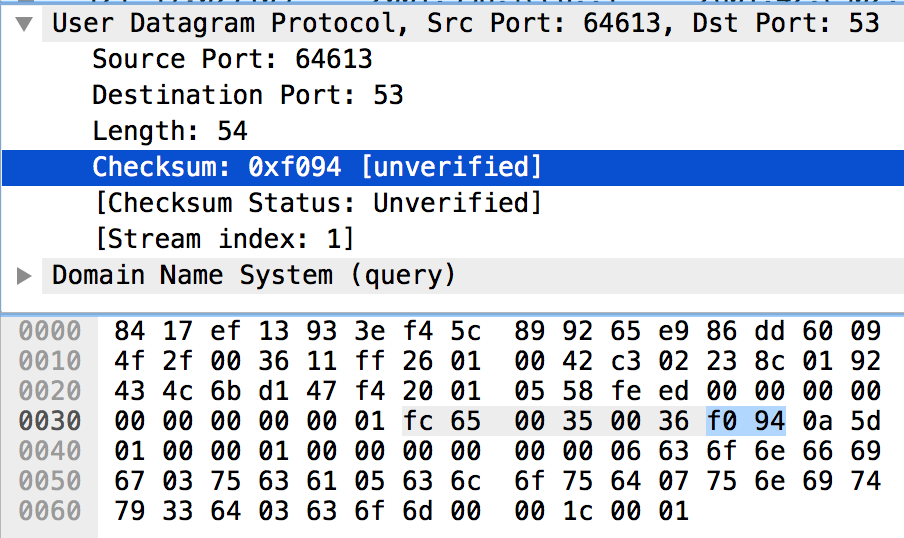 User Datagram Protocol, Src Port: 64613, Dst Port: 53
Source Port: 64613
Destination Port: 53
Length: 54
Checksum: 0xf094 [unverified]
[Checksum Status: Unverified]
[Stream index: 1]
Domain Name System (query)
0000 84 17 ef 13 93 3e f4 5c 89 92 65 e9 86 dd 60 09
0010 4f 2f 00 36 11 ff 26 01 00 42 c3 02 23 8c 01 92
0020 43 4c 6b d1 47 f4 20 01 05 58 fe ed 00 00 00 00
0030 00 00 00 00 00 01 fc 65 00 35 00 36 f0 94 0a 5d
0040 01 00 00 01 00 00 00 00 00 00 06 63 6f 6e 66 69
0050 67 03 75 63 61 05 63 6c 6f 75 64 07 75 6e 69 74
0060 79 33 64 03 63 6f 6d 00 00 1c 00 01